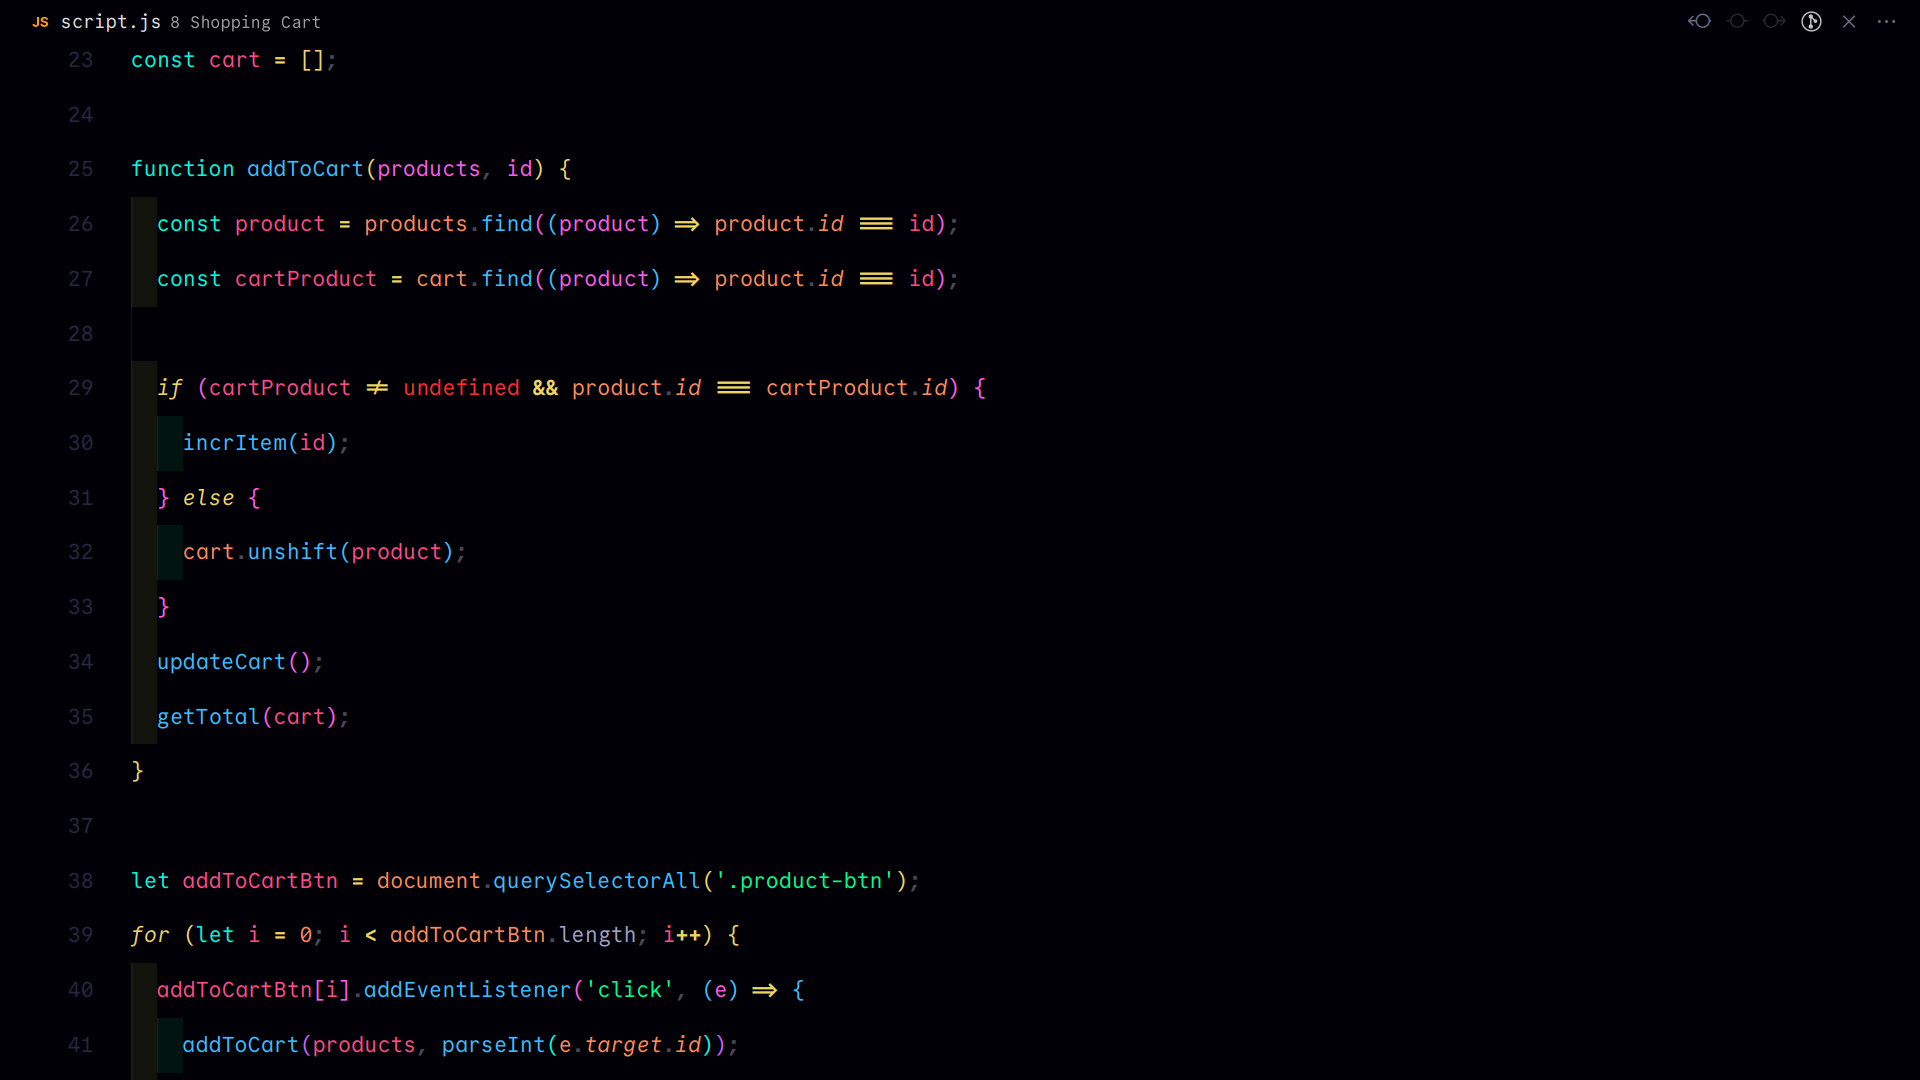 JS script.js 8 Shopping Cart
23 const cart = [];
24
25 function addToCart(products, id) {
26 const product = products.find((product) => product.id === id);
27 const cartProduct = cart.find((product) => product.id === id);
28
29 if (cartProduct != undefined && product.id === cartProduct.id) {
30 incrItem(id);
31 } else {
32 cart.unshift(product);
33 }
34 updateCart();
35 getTotal(cart);
36 }
37
38 let addToCartBtn = document.querySelectorAll('.product-btn');
39 for (let i = 0; i < addToCartBtn.length; i++) {
40 addToCartBtn[i].addEventListener('click', (e) => {
41 addToCart(products, parseInt(e.target.id));